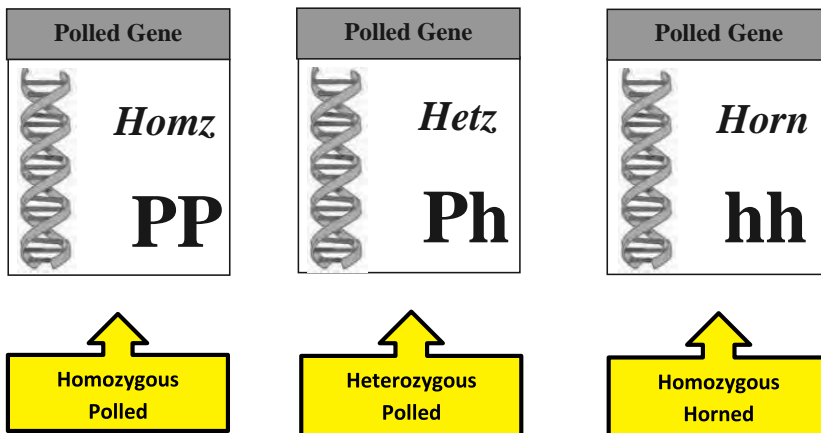 Polled Gene
Homz
PP
Homozygous
Polled
Polled Gene
Hetz
Ph
Heterozygous
Polled
Polled Gene
Horn
hh
Homozygous
Horned